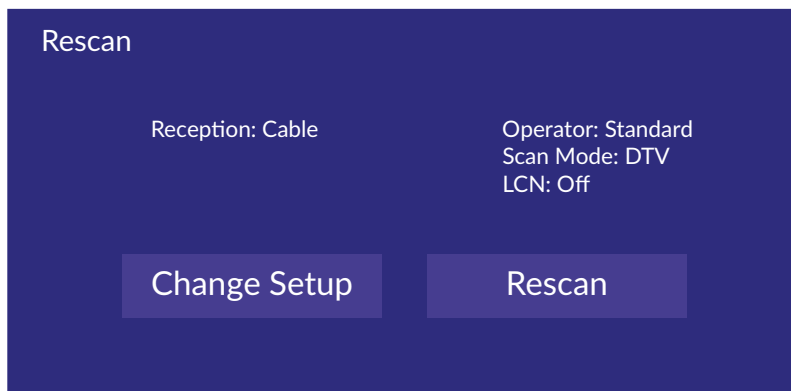 Rescan
Reception: Cable
Operator: Standard
Scan Mode: DTV
LCN: Off
Change Setup
Rescan